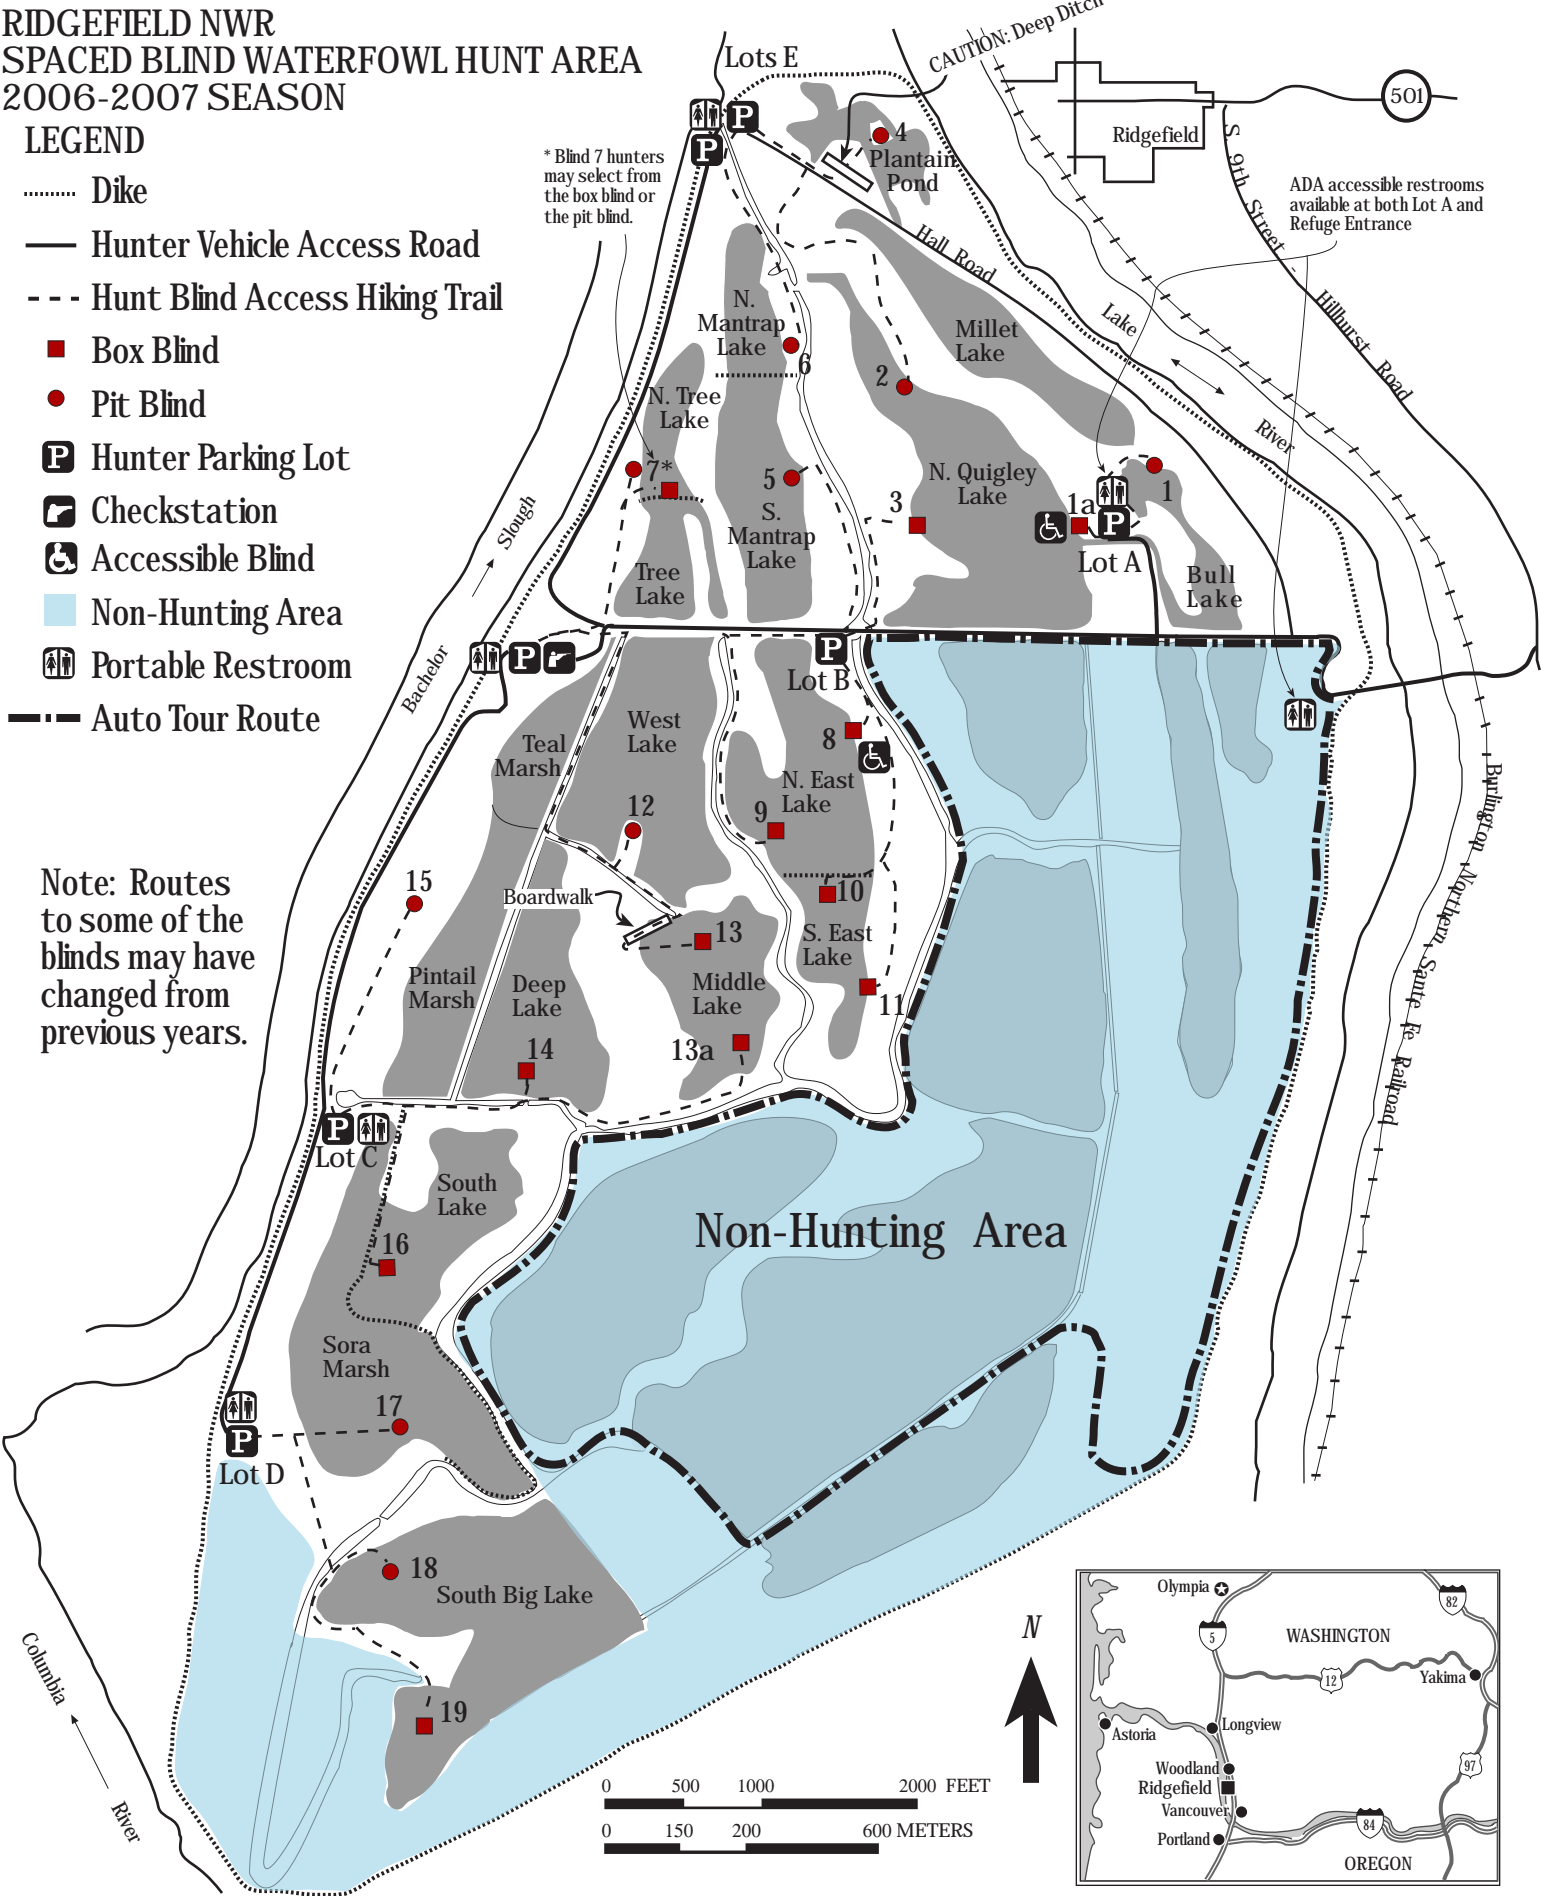 RIDGEFIELD NWR
SPACED BLIND WATERFOWL HUNT AREA
2006-2007 SEASON
LEGEND
Dike
Hunter Vehicle Access Road
Hunt Blind Access Hiking Trail
Box Blind
Pit Blind
P Hunter Parking Lot
Checkstation
Accessible Blind
Non-Hunting Area
Portable Restroom
Auto Tour Route
Note: Routes
to some of the
blinds may have
changed from
previous years.
* Blind 7 hunters
may select from
the box blind or
the pit blind.
Lots E
P
P
CAUTION: Deep Ditch
4
Plantain
Pond
Ridgefield
501
S. 9th Street - Hillhurst Road
ADA accessible restrooms
available at both Lot A and
Refuge Entrance
Hall Road
Lake
River
N.
Mantrap
Lake
6
Millet
Lake
2
N. Tree
Lake
7*
5
S.
Mantrap
Lake
3
N. Quigley
Lake
1a
P
Lot A
1
Bull
Lake
Tree
Lake
Slough
Bachelor
P
P
Lot B
Teal
Marsh
West
Lake
8
N. East
Lake
12
9
15
Boardwalk
10
13
S. East
Lake
Pintail
Marsh
Deep
Lake
Middle
Lake
11
14
13a
Burlington Northern Sante Fe Railroad
P
Lot C
South
Lake
16
Non-Hunting Area
Sora
Marsh
17
P
Lot D
18
South Big Lake
19
Columbia
River
N
0 500 1000 2000 FEET
0 150 200 600 METERS
Olympia
82
5
WASHINGTON
12
Yakima
Astoria
Longview
Woodland
Ridgefield
97
Vancouver
84
Portland
OREGON